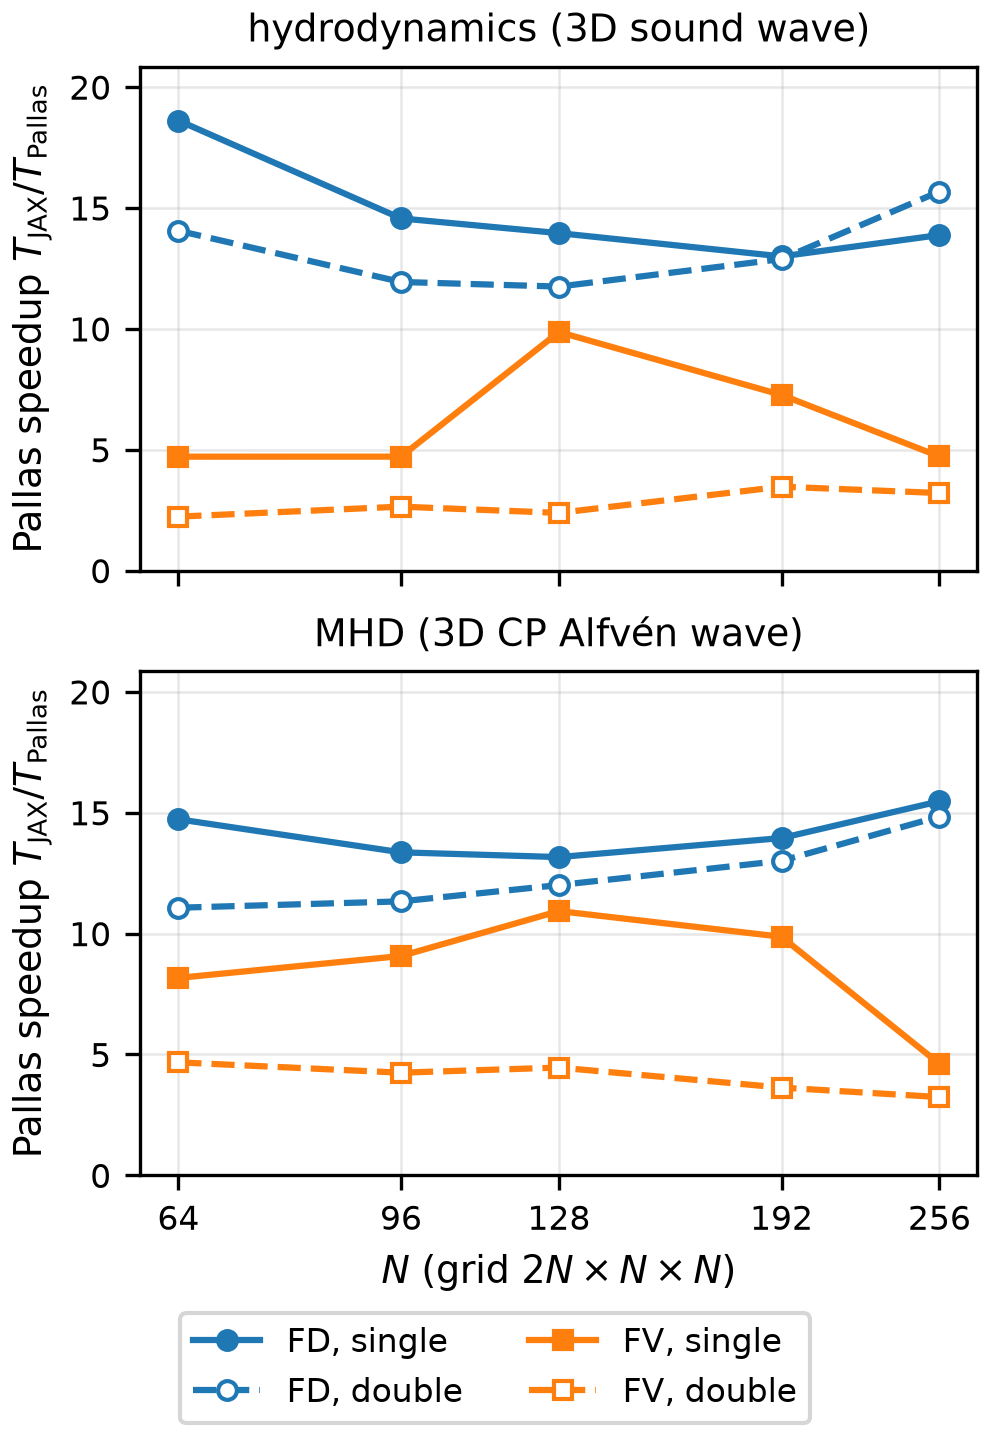 hydrodynamics (3D sound wave)
Pallas speedup T_JAX/T_Pallas
20
15
10
5
0
MHD (3D CP Alfvén wave)
Pallas speedup T_JAX/T_Pallas
20
15
10
5
0
64 96 128 192 256
N (grid 2N × N × N)
FD, single FV, single
FD, double FV, double